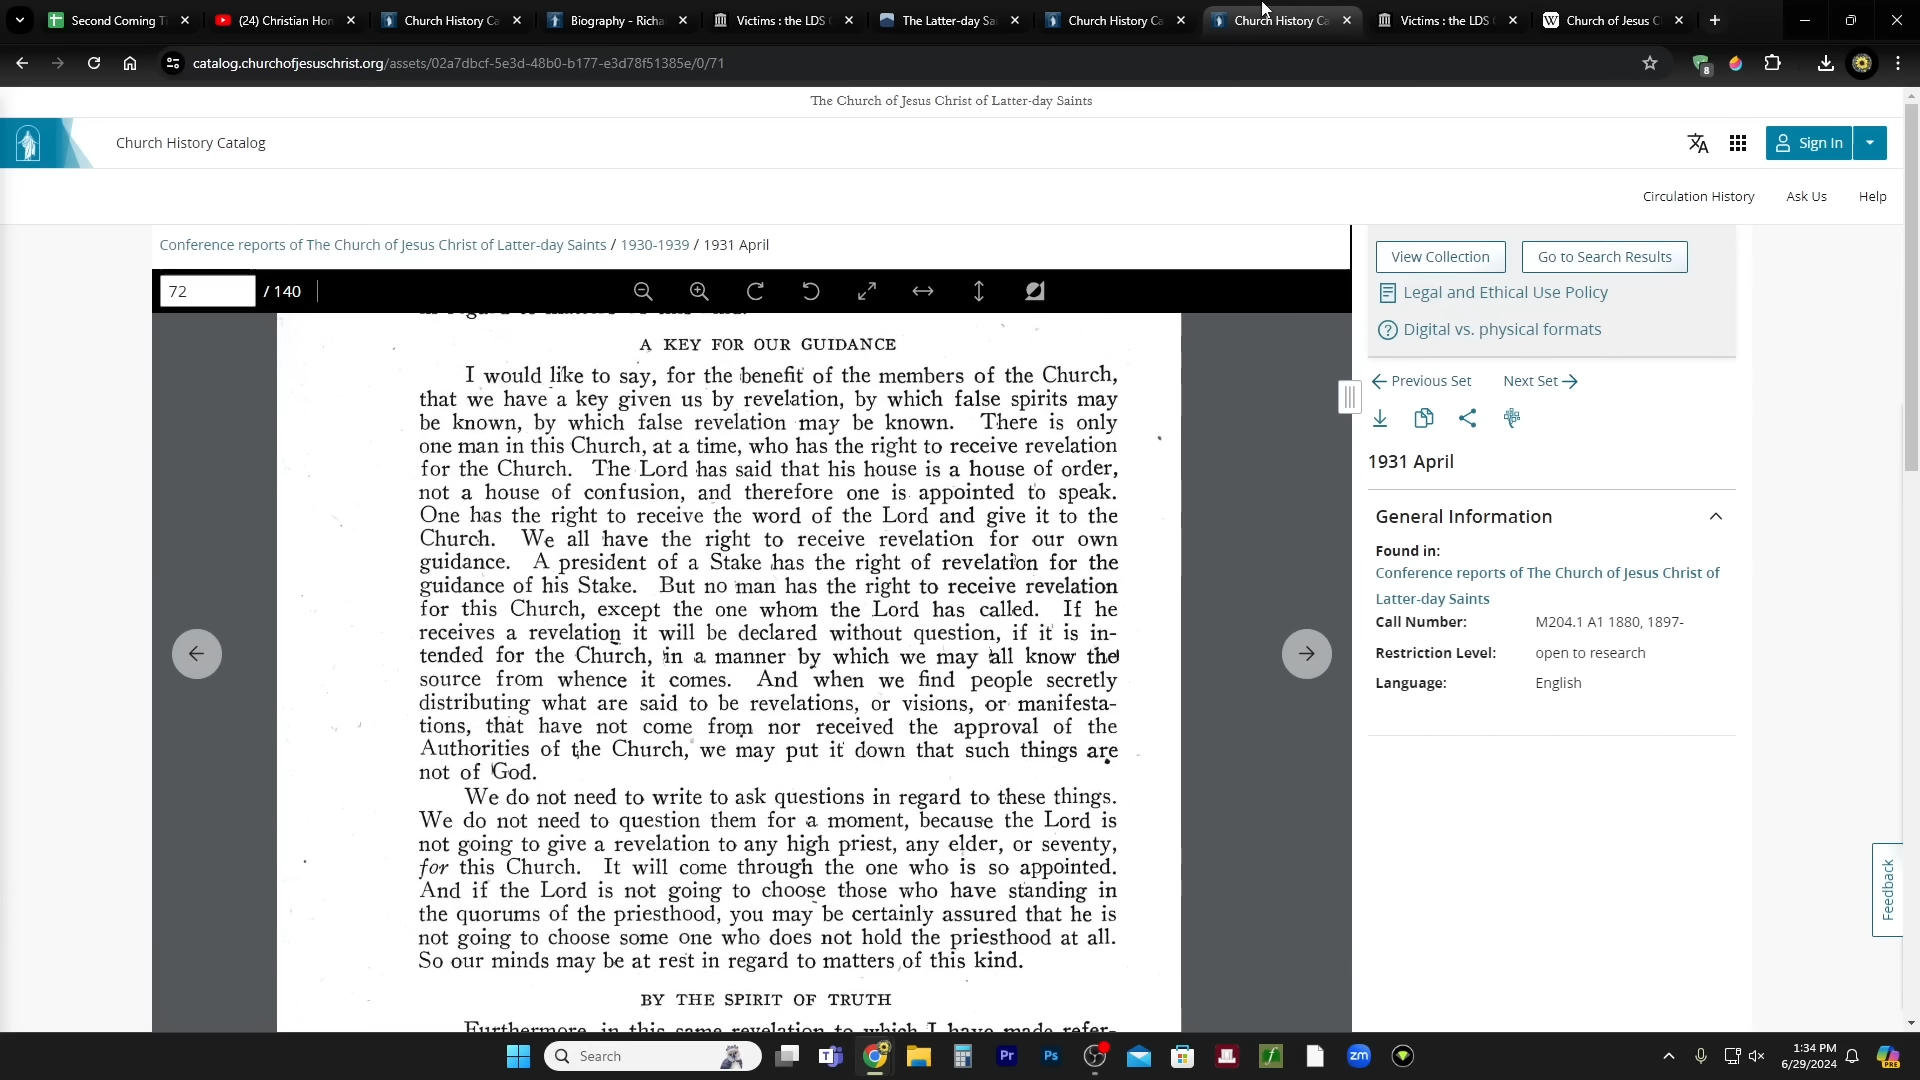 Second Coming T
(24) Christian Hon
Church History Ca
Biography - Richa
Victims : the LDS
The Latter-day Sa
Church History Ca
Church History Ca
Victims : the LDS
Church of Jesus C
catalog.churchofjesuschrist.org/assets/02a7dbcf-5e3d-48b0-b177-e3d78f51385e/0/71
8
The Church of Jesus Christ of Latter-day Saints
Church History Catalog
Sign In
Circulation History
Ask Us
Help
Conference reports of The Church of Jesus Christ of Latter-day Saints / 1930-1939 / 1931 April
72 / 140
A KEY FOR OUR GUIDANCE
I would like to say, for the benefit of the members of the Church,
that we have a key given us by revelation, by which false spirits may
be known, by which false revelation may be known. There is only
one man in this Church, at a time, who has the right to receive revelation
for the Church. The Lord has said that his house is a house of order,
not a house of confusion, and therefore one is appointed to speak.
One has the right to receive the word of the Lord and give it to the
Church. We all have the right to receive revelation for our own
guidance. A president of a Stake has the right of revelation for the
guidance of his Stake. But no man has the right to receive revelation
for this Church, except the one whom the Lord has called. If he
receives a revelation it will be declared without question, if it is in-
tended for the Church, in a manner by which we may all know the
source from whence it comes. And when we find people secretly
distributing what are said to be revelations, or visions, or manifesta-
tions, that have not come from nor received the approval of the
Authorities of the Church, we may put it down that such things are
not of God.
We do not need to write to ask questions in regard to these things.
We do not need to question them for a moment, because the Lord is
not going to give a revelation to any high priest, any elder, or seventy,
for this Church. It will come through the one who is so appointed.
And if the Lord is not going to choose those who have standing in
the quorums of the priesthood, you may be certainly assured that he is
not going to choose some one who does not hold the priesthood at all.
So our minds may be at rest in regard to matters of this kind.
BY THE SPIRIT OF TRUTH
Furthermore, in this same revelation to which I have made refer-
View Collection
Go to Search Results
Legal and Ethical Use Policy
Digital vs. physical formats
Previous Set
Next Set
1931 April
General Information
Found in:
Conference reports of The Church of Jesus Christ of
Latter-day Saints
Call Number: M204.1 A1 1880, 1897-
Restriction Level: open to research
Language: English
Feedback
Search
Pr
Ps
zm
1:34 PM
6/29/2024
PRE